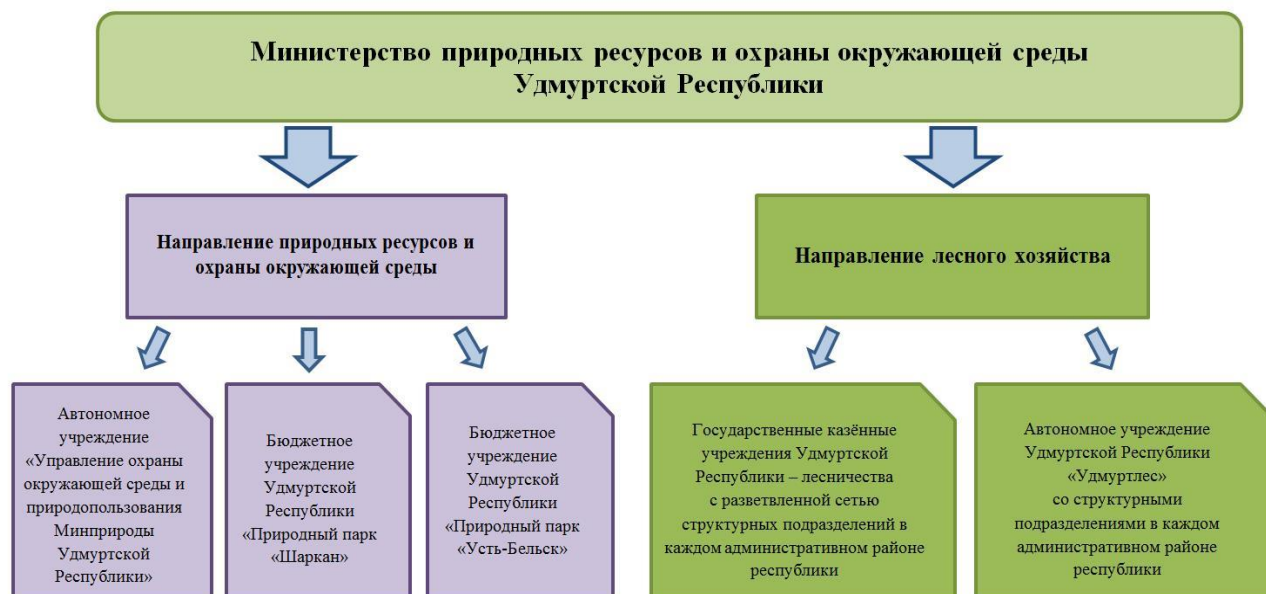 Министерство природных ресурсов и охраны окружающей среды
Удмуртской Республики
Направление природных ресурсов и
охраны окружающей среды
Направление лесного хозяйства
Автономное
учреждение
«Управление охраны
окружающей среды и
природопользования
Минприроды
Удмуртской
Республики»
Бюджетное
учреждение
Удмуртской
Республики
«Природный парк
«Шаркан»
Бюджетное
учреждение
Удмуртской
Республики
«Природный парк
«Усть-Бельск»
Государственные казённые
учреждения Удмуртской
Республики – лесничества
с разветвленной сетью
структурных подразделений в
каждом административном районе
республики
Автономное учреждение
Удмуртской Республики
«Удмуртлес»
со структурными
подразделениями в каждом
административном районе
республики